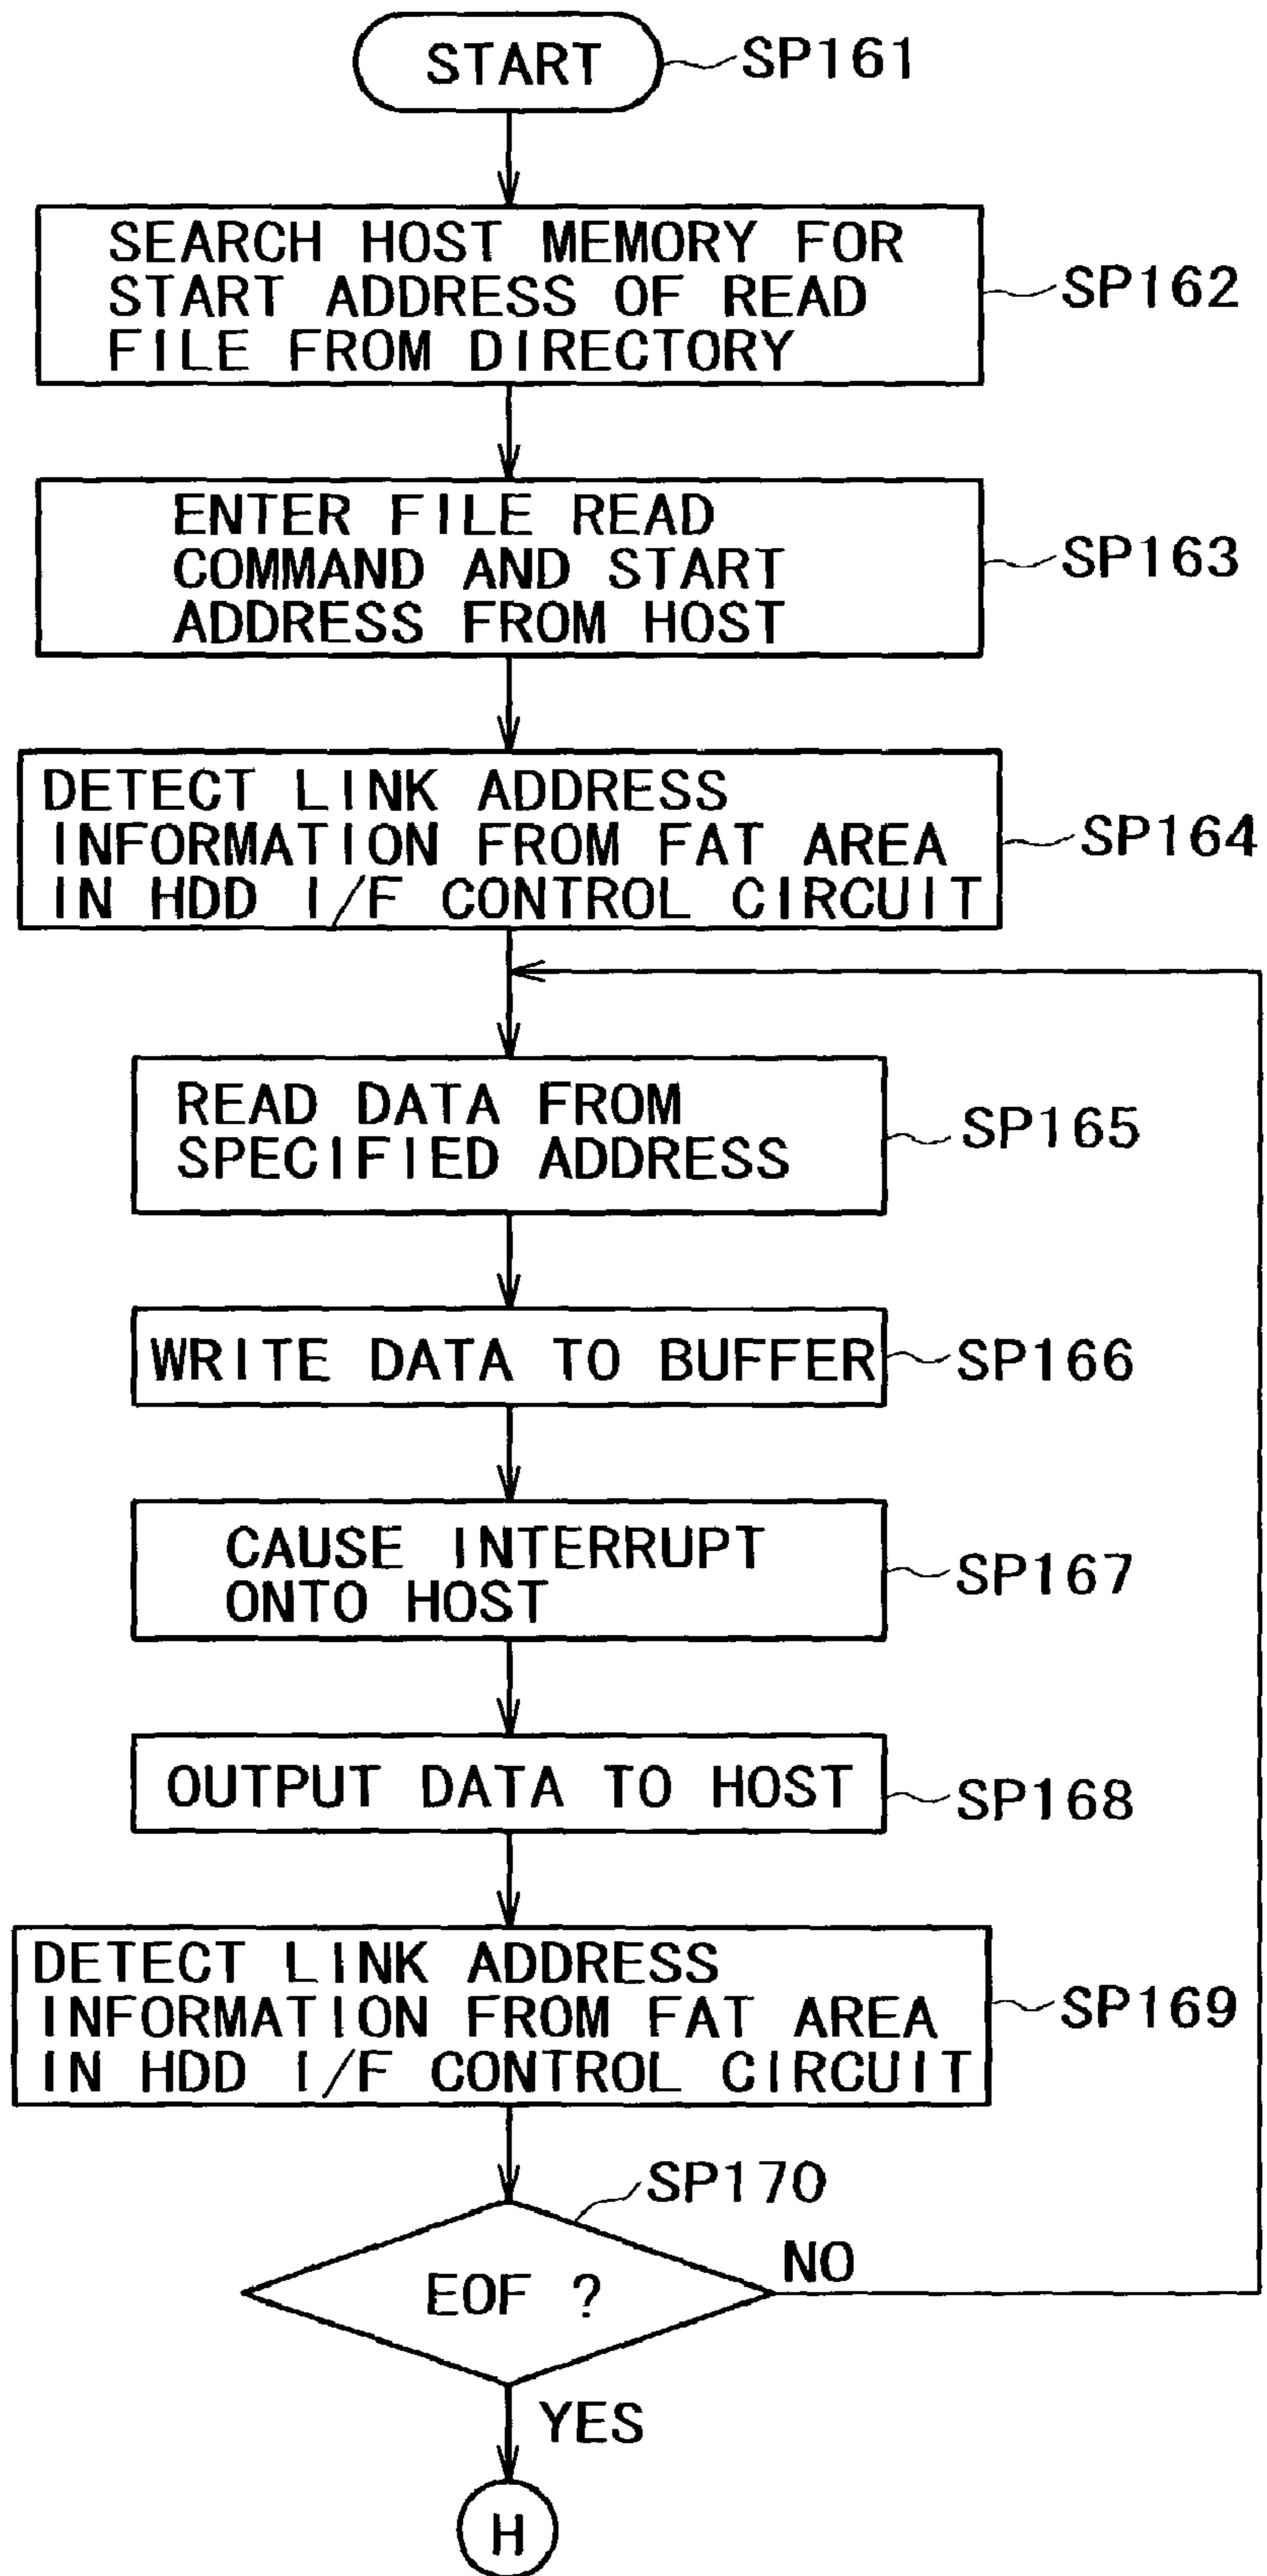 START
SP161
SEARCH HOST MEMORY FOR
START ADDRESS OF READ
FILE FROM DIRECTORY
SP162
ENTER FILE READ
COMMAND AND START
ADDRESS FROM HOST
SP163
DETECT LINK ADDRESS
INFORMATION FROM FAT AREA
IN HDD I/F CONTROL CIRCUIT
SP164
READ DATA FROM
SPECIFIED ADDRESS
SP165
WRITE DATA TO BUFFER
SP166
CAUSE INTERRUPT
ONTO HOST
SP167
OUTPUT DATA TO HOST
SP168
DETECT LINK ADDRESS
INFORMATION FROM FAT AREA
IN HDD I/F CONTROL CIRCUIT
SP169
SP170
EOF ?
NO
YES
H